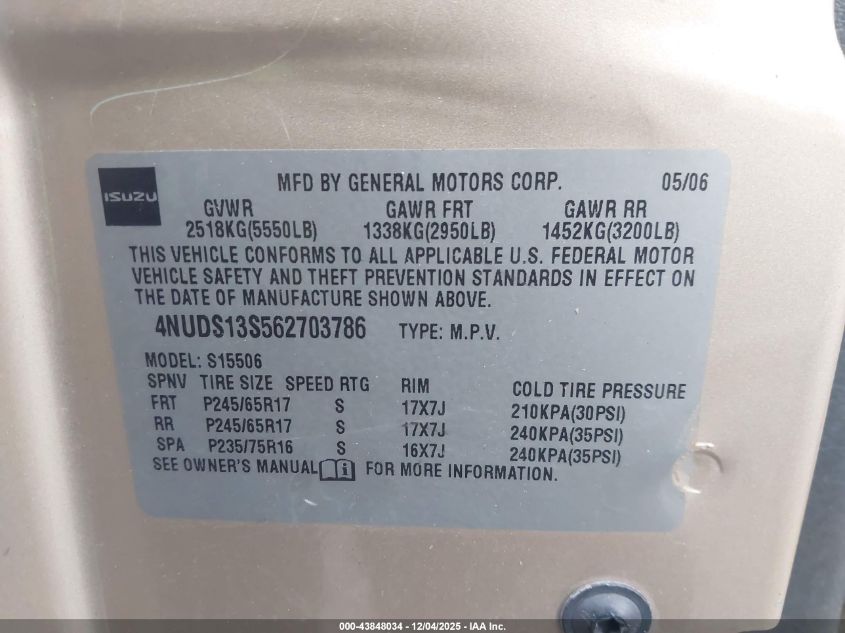 ISUZU
MFD BY GENERAL MOTORS CORP. 05/06
GVWR GAWR FRT GAWR RR
2518KG(5550LB) 1338KG(2950LB) 1452KG(3200LB)
THIS VEHICLE CONFORMS TO ALL APPLICABLE U.S. FEDERAL MOTOR
VEHICLE SAFETY AND THEFT PREVENTION STANDARDS IN EFFECT ON
THE DATE OF MANUFACTURE SHOWN ABOVE.
4NUDS13S562703786 TYPE: M.P.V.
MODEL: S15506
SPNV TIRE SIZE SPEED RTG RIM COLD TIRE PRESSURE
FRT P245/65R17 S 17X7J 210KPA(30PSI)
RR P245/65R17 S 17X7J 240KPA(35PSI)
SPA P235/75R16 S 16X7J 240KPA(35PSI)
SEE OWNER'S MANUAL i FOR MORE INFORMATION.
000-43848034 - 12/04/2025 - IAA Inc.